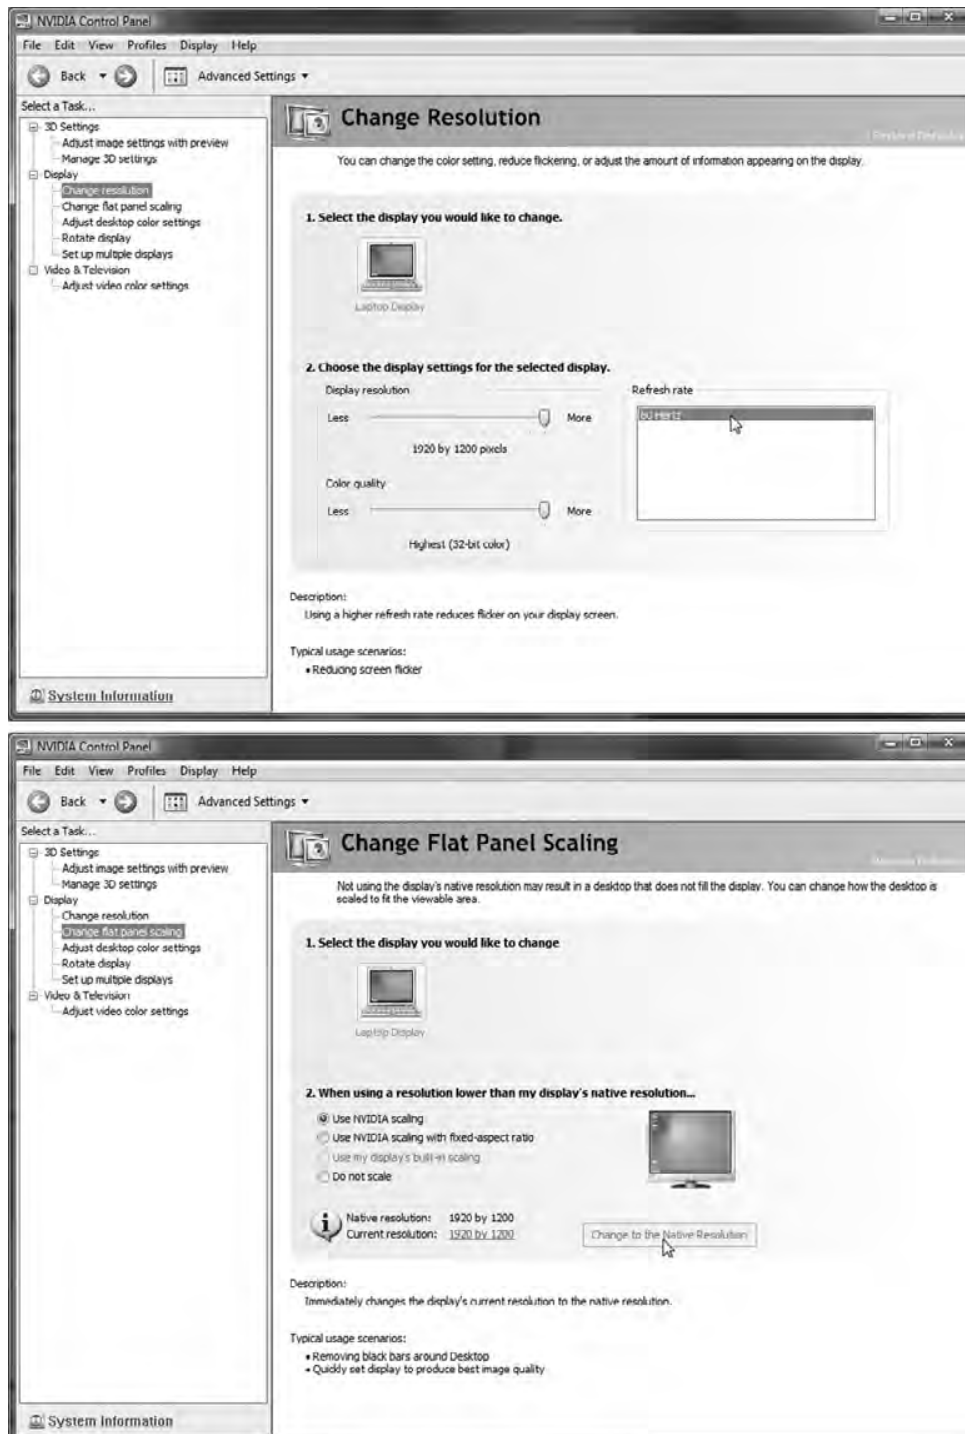 NVIDIA Control Panel
File Edit View Profiles Display Help
Back Advanced Settings
Select a Task...
3D Settings
Adjust image settings with preview
Manage 3D settings
Display
Change resolution
Change flat panel scaling
Adjust desktop color settings
Rotate display
Set up multiple displays
Video & Television
Adjust video color settings
System Information
Change Resolution
You can change the color setting, reduce flickering, or adjust the amount of information appearing on the display.
1. Select the display you would like to change.
Laptop Display
2. Choose the display settings for the selected display.
Display resolution
Less More
1920 by 1200 pixels
Color quality
Less More
Highest (32-bit color)
Refresh rate
60 Hertz
Description:
Using a higher refresh rate reduces flicker on your display screen.
Typical usage scenarios:
• Reducing screen flicker
NVIDIA Control Panel
File Edit View Profiles Display Help
Back Advanced Settings
Select a Task...
3D Settings
Adjust image settings with preview
Manage 3D settings
Display
Change resolution
Change flat panel scaling
Adjust desktop color settings
Rotate display
Set up multiple displays
Video & Television
Adjust video color settings
System Information
Change Flat Panel Scaling
Not using the display's native resolution may result in a desktop that does not fill the display. You can change how the desktop is
scaled to fit the viewable area.
1. Select the display you would like to change
Laptop Display
2. When using a resolution lower than my display's native resolution...
Use NVIDIA scaling
Use NVIDIA scaling with fixed-aspect ratio
Use my display's built-in scaling
Do not scale
Native resolution: 1920 by 1200
Current resolution: 1920 by 1200
Change to the Native Resolution
Description:
Immediately changes the display's current resolution to the native resolution.
Typical usage scenarios:
• Removing black bars around Desktop
• Quickly set display to produce best image quality